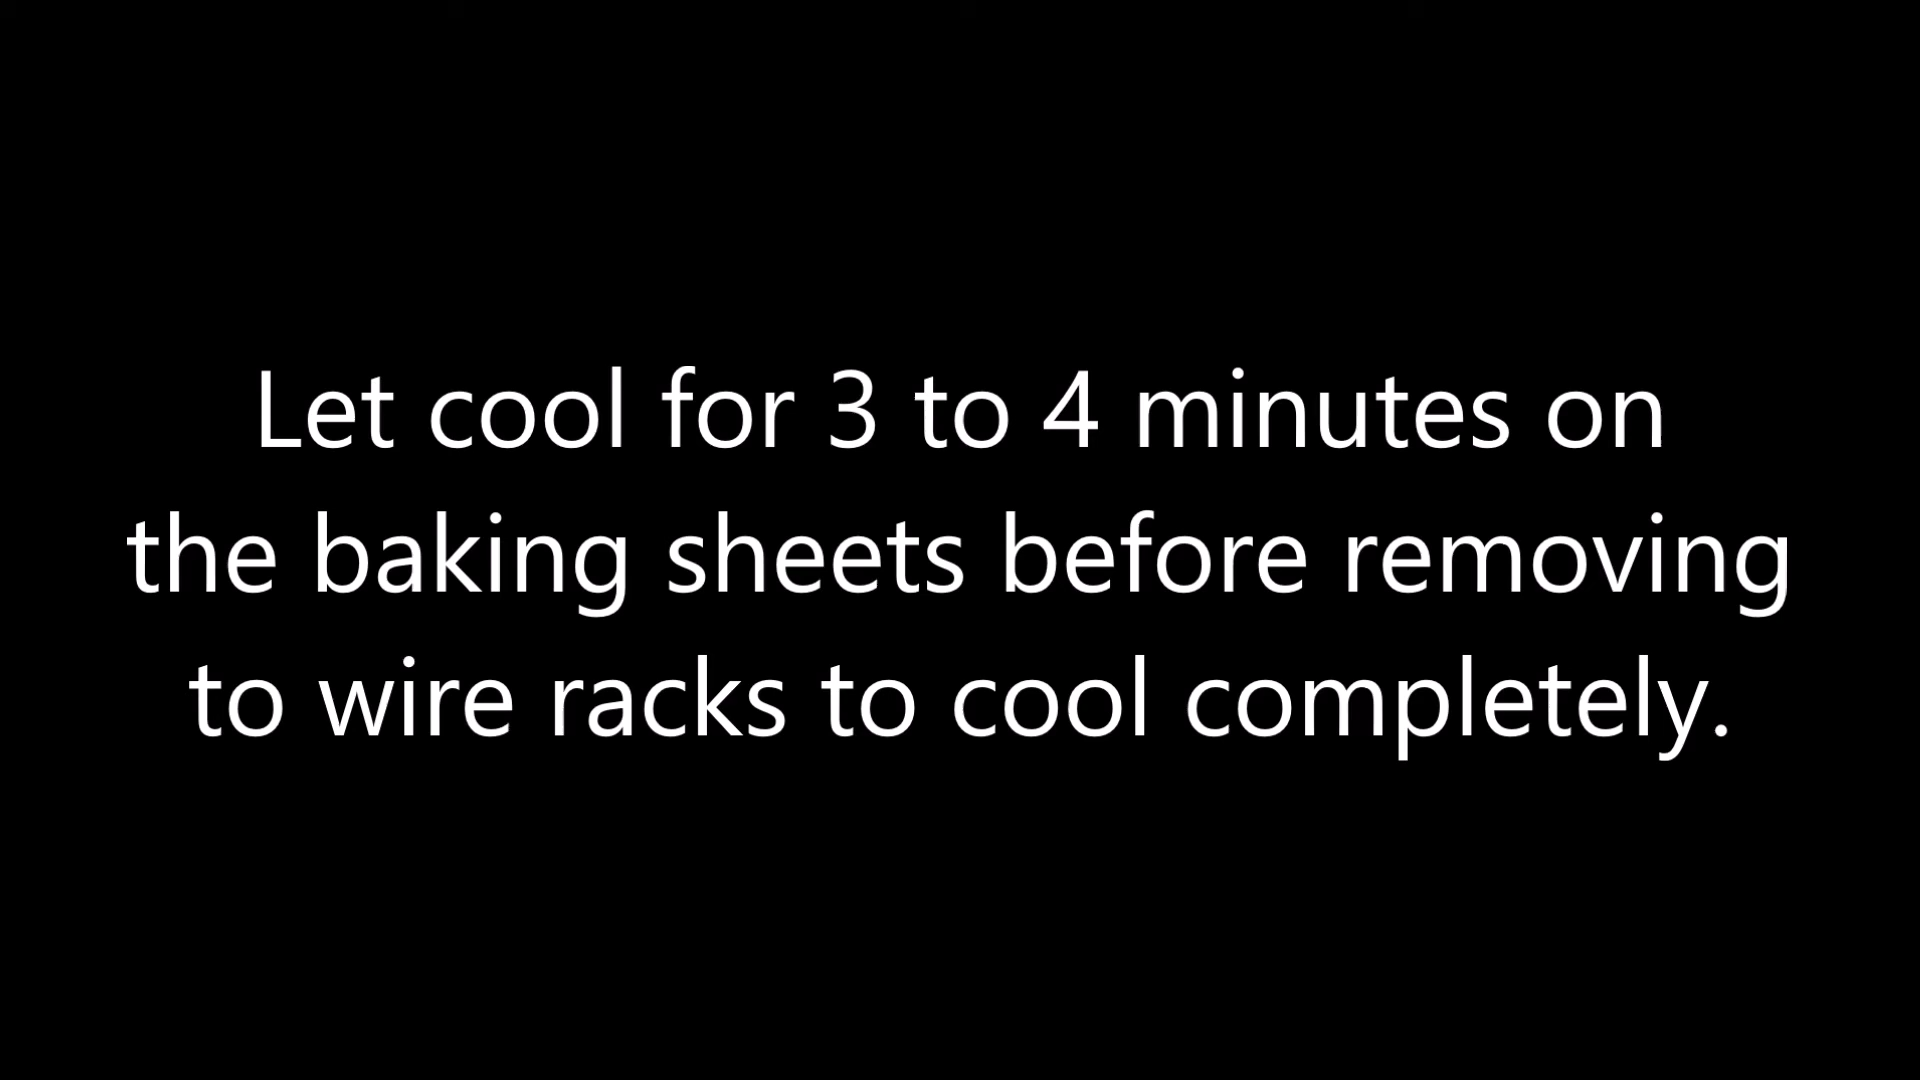 Let cool for 3 to 4 minutes on
the baking sheets before removing
to wire racks to cool completely.